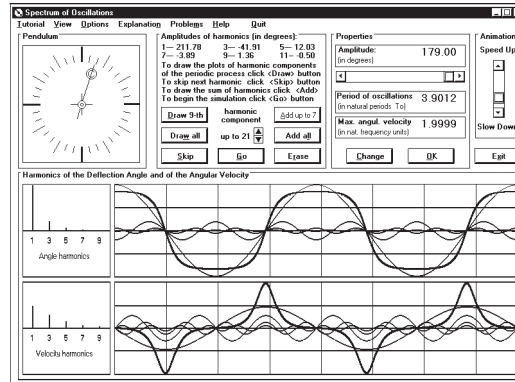 Spectrum of Oscillations
Tutorial View Options Explanation Problems Help Quit
Pendulum
Amplitudes of harmonics (in degrees):
1— 211.78 3— -41.91 5— 12.03
7— -3.89 9— 1.36 11— -0.50
To draw the plots of harmonic components
of the periodic process click <Draw> button
To skip next harmonic click <Skip> button
To draw the sum of harmonics click <Add>
To begin the simulation click <Go> button
Draw 9-th harmonic component Add up to 7
Draw all up to 21 Add all
Skip Go Erase
Properties
Amplitude: 179.00
(in degrees)
Period of oscillations 3.9012
(in natural periods To)
Max. angul. velocity 1.9999
(in nat. frequency units)
Change OK
Animation
Speed Up
Slow Down
Exit
Harmonics of the Deflection Angle and of the Angular Velocity
1 3 5 7 9
Angle harmonics
1 3 5 7 9
Velocity harmonics